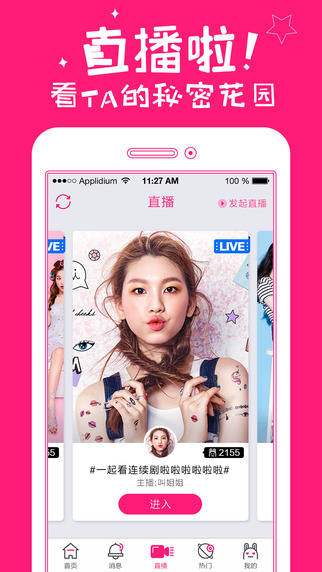 直播啦!
看TA的秘密花园
Applidium 11:27 AM 100 %
直播
发起直播
LIVE
LIVE
2155
2155
#一起看连续剧啦啦啦啦啦啦#
主播:叫姐姐
进入
首页 消息 直播 热门 我的